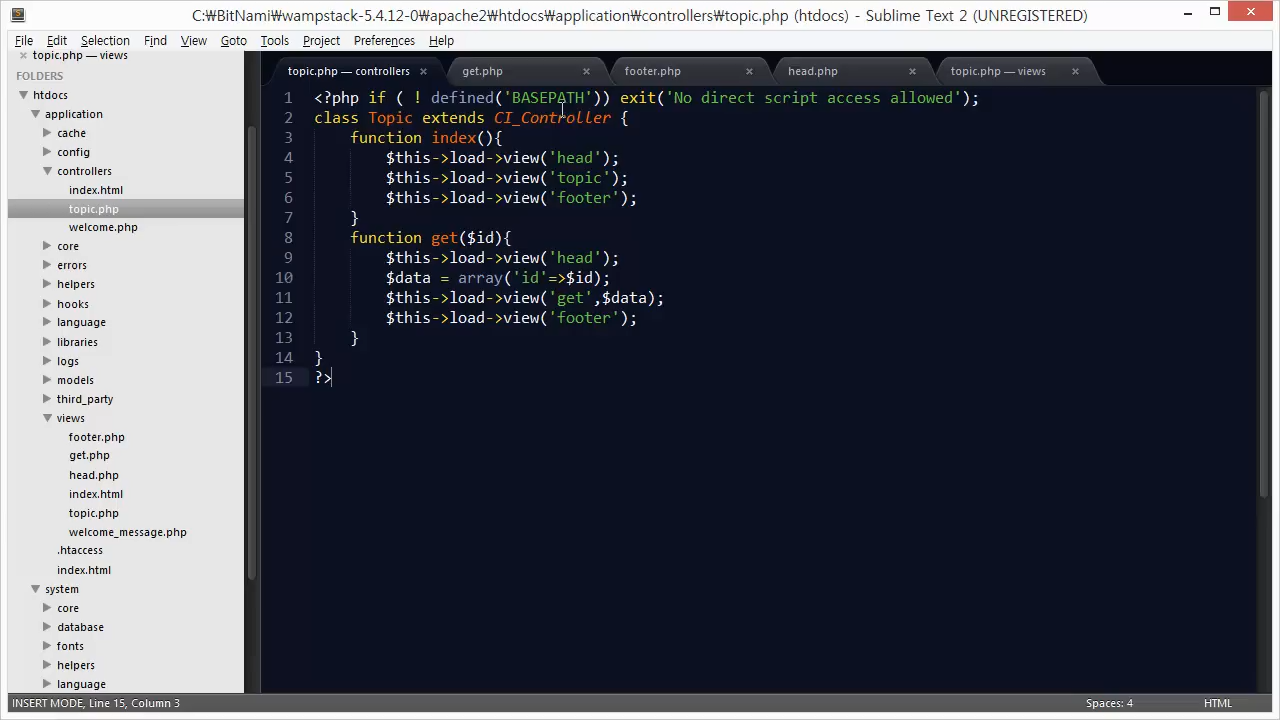 C:₩BitNami₩wampstack-5.4.12-0₩apache2₩htdocs₩application₩controllers₩topic.php (htdocs) - Sublime Text 2 (UNREGISTERED)
File Edit Selection Find View Goto Tools Project Preferences Help
topic.php — views
FOLDERS
htdocs
application
cache
config
controllers
index.html
topic.php
welcome.php
core
errors
helpers
hooks
language
libraries
logs
models
third_party
views
footer.php
get.php
head.php
index.html
topic.php
welcome_message.php
.htaccess
index.html
system
core
database
fonts
helpers
language
topic.php — controllers get.php footer.php head.php topic.php — views
1 <?php if ( ! defined('BASEPATH')) exit('No direct script access allowed');
2 class Topic extends CI_Controller {
3 function index(){
4 $this->load->view('head');
5 $this->load->view('topic');
6 $this->load->view('footer');
7 }
8 function get($id){
9 $this->load->view('head');
10 $data = array('id'=>$id);
11 $this->load->view('get',$data);
12 $this->load->view('footer');
13 }
14 }
15 ?>
INSERT MODE, Line 15, Column 3 Spaces: 4 HTML